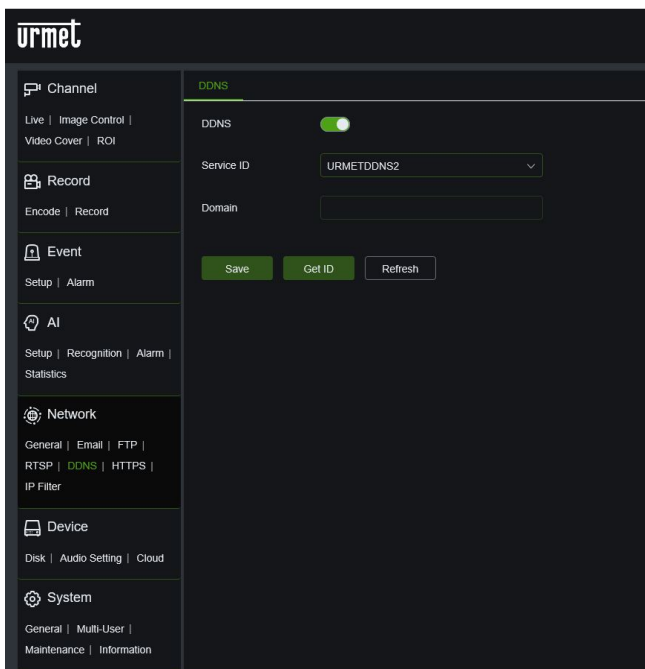 urmet
Channel
Live | Image Control |
Video Cover | ROI
Record
Encode | Record
Event
Setup | Alarm
AI
AI
Setup | Recognition | Alarm |
Statistics
Network
General | Email | FTP |
RTSP | DDNS | HTTPS |
IP Filter
Device
Disk | Audio Setting | Cloud
System
General | Multi-User |
Maintenance | Information
DDNS
DDNS
Service ID URMETDDNS2
Domain
Save Get ID Refresh